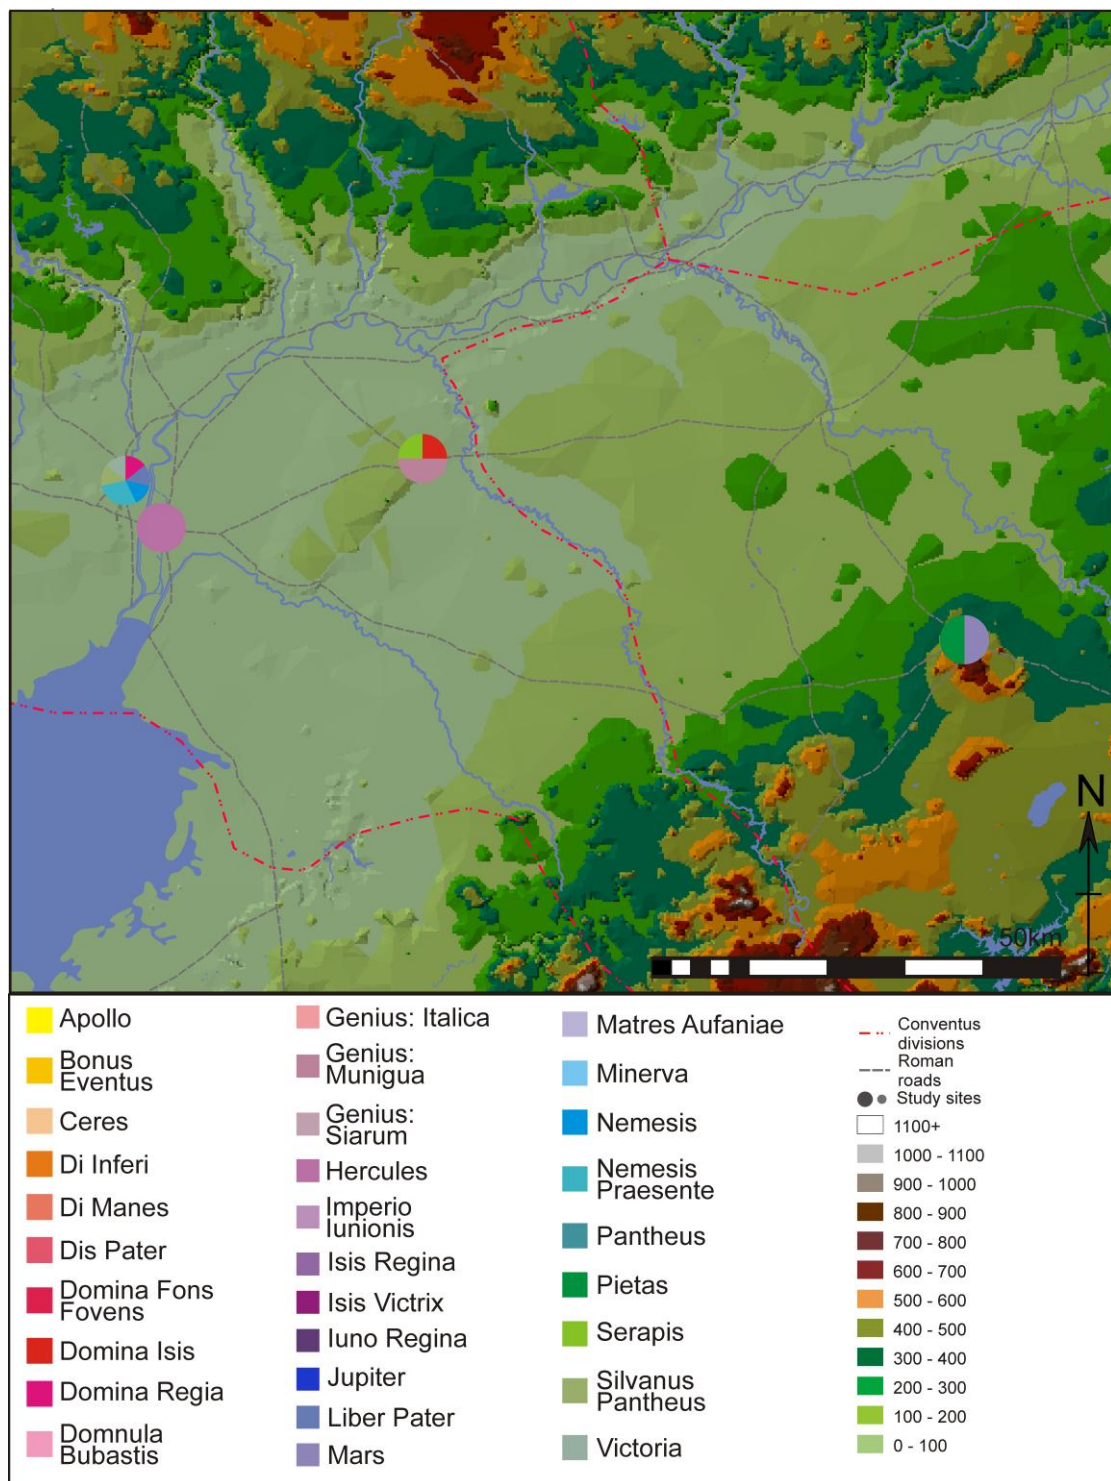 N
50km
Apollo
Bonus
Eventus
Ceres
Di Inferi
Di Manes
Dis Pater
Domina Fons
Fovens
Domina Isis
Domina Regia
Domnula
Bubastis
Genius: Italica
Genius:
Munigua
Genius:
Siarum
Hercules
Imperio
Iunionis
Isis Regina
Isis Victrix
Iuno Regina
Jupiter
Liber Pater
Mars
Matres Aufaniae
Minerva
Nemesis
Nemesis
Praesente
Pantheus
Pietas
Serapis
Silvanus
Pantheus
Victoria
Conventus
divisions
Roman
roads
Study sites
1100+
1000 - 1100
900 - 1000
800 - 900
700 - 800
600 - 700
500 - 600
400 - 500
300 - 400
200 - 300
100 - 200
0 - 100